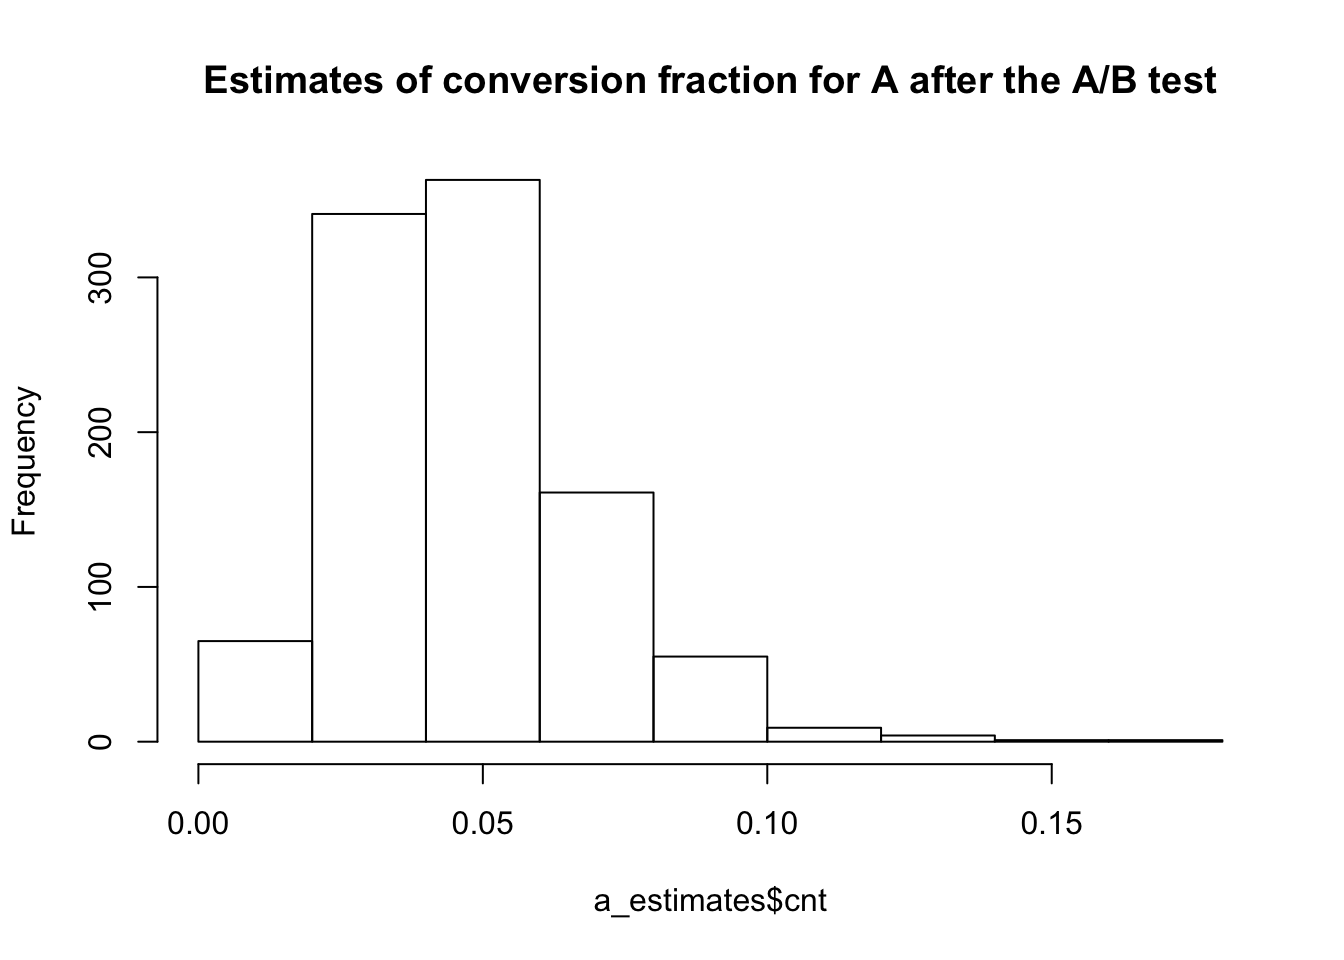 Estimates of conversion fraction for A after the A/B test
Frequency
300
200
100
0
0.00 0.05 0.10 0.15
a_estimates$cnt